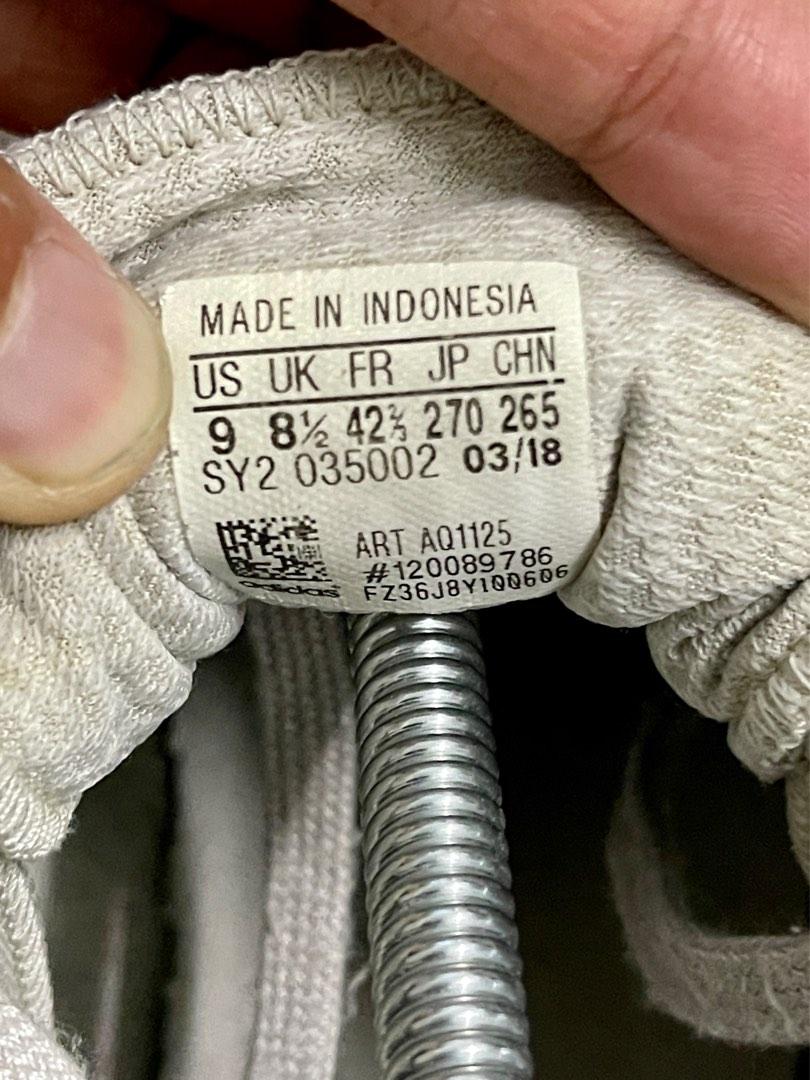 MADE IN INDONESIA
US UK FR JP CHN
9 8½ 42⅔ 270 265
SY2 035002 03/18
ART AQ1125
#120089786
adidas FZ36J8Y100606